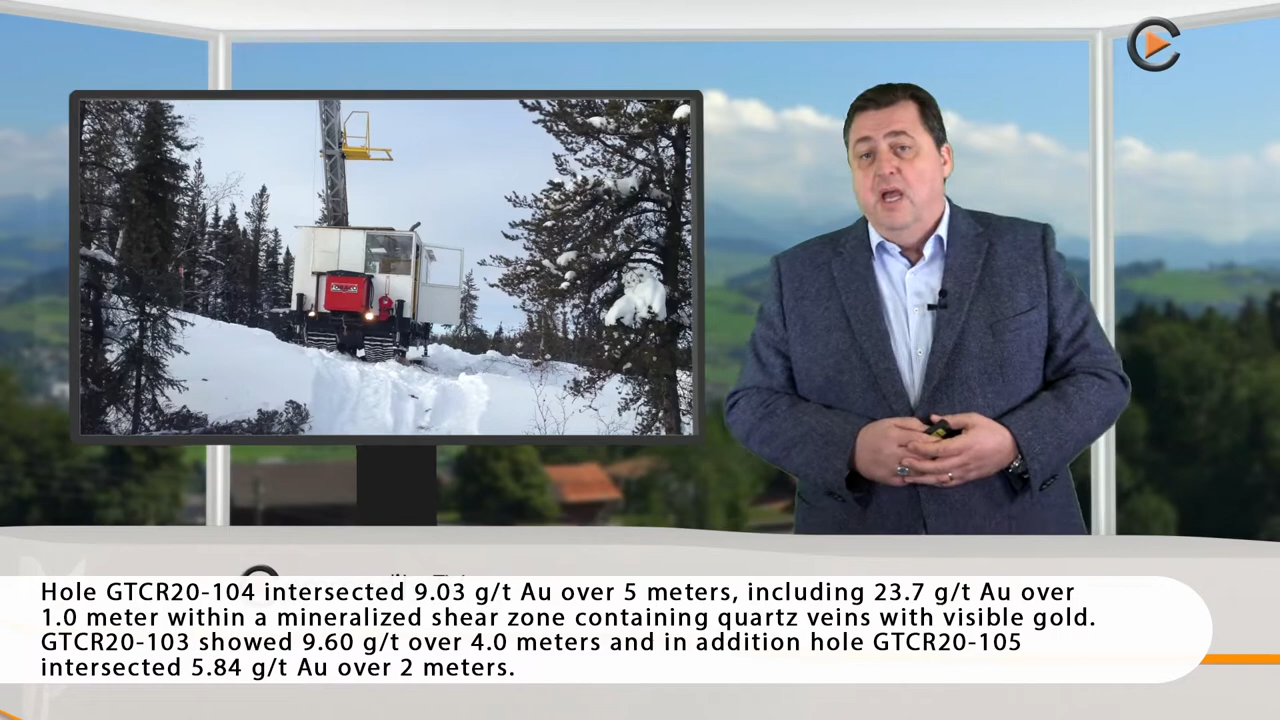 Hole GTCR20-104 intersected 9.03 g/t Au over 5 meters, including 23.7 g/t Au over
1.0 meter within a mineralized shear zone containing quartz veins with visible gold.
GTCR20-103 showed 9.60 g/t over 4.0 meters and in addition hole GTCR20-105
intersected 5.84 g/t Au over 2 meters.